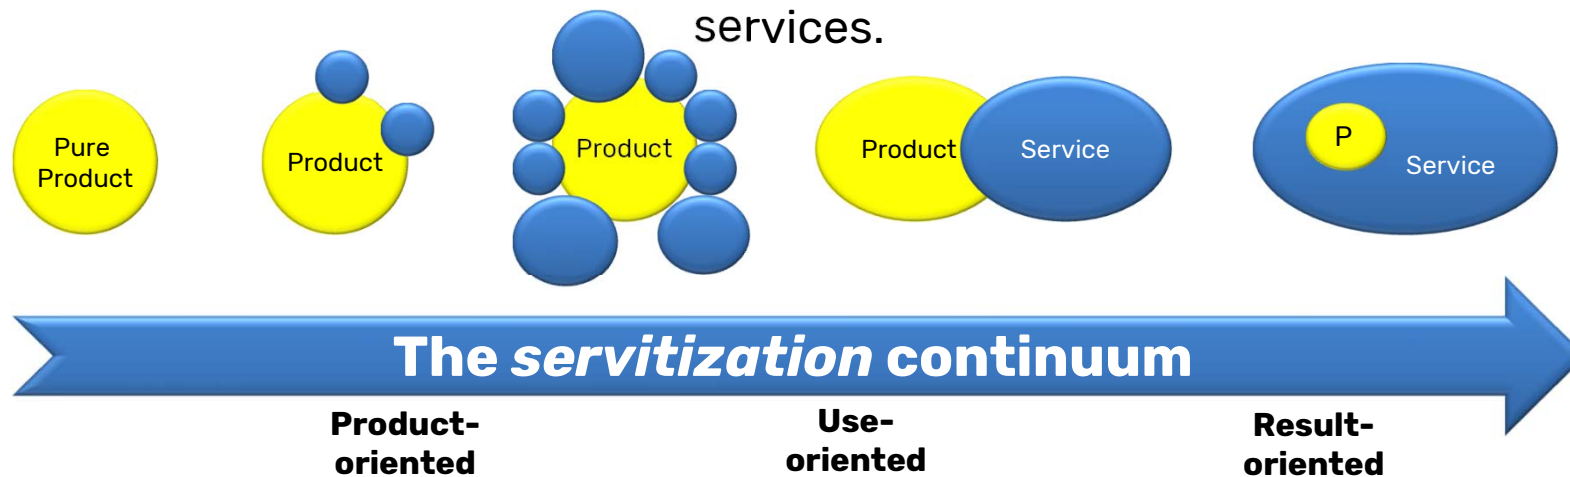 services.
Pure
Product
Product
Product
Product
Service
P
Service
The servitization continuum
Product-
oriented
Use-
oriented
Result-
oriented